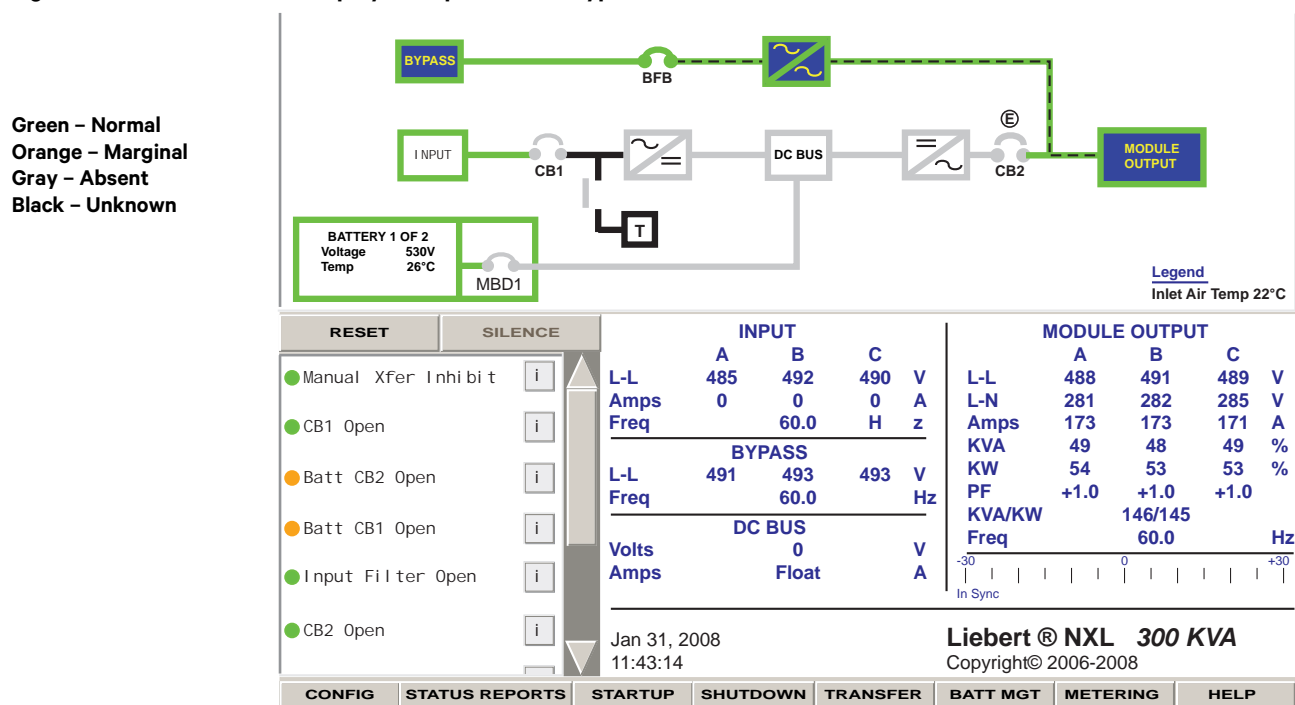 Green – Normal
Orange – Marginal
Gray – Absent
Black – Unknown
BYPASS
BFB
INPUT
CB1
DC BUS
E
CB2
MODULE
OUTPUT
T
BATTERY 1 OF 2
Voltage 530V
Temp 26°C
MBD1
Legend
Inlet Air Temp 22°C
RESET SILENCE
Manual Xfer Inhibit i
CB1 Open i
Batt CB2 Open i
Batt CB1 Open i
Input Filter Open i
CB2 Open i
INPUT
A B C
L-L 485 492 490 V
Amps 0 0 0 A
Freq 60.0 H z
BYPASS
L-L 491 493 493 V
Freq 60.0 Hz
DC BUS
Volts 0 V
Amps Float A
MODULE OUTPUT
A B C
L-L 488 491 489 V
L-N 281 282 285 V
Amps 173 173 171 A
KVA 49 48 49 %
KW 54 53 53 %
PF +1.0 +1.0 +1.0
KVA/KW 146/145
Freq 60.0 Hz
-30 0 +30
In Sync
Jan 31, 2008
11:43:14
Liebert ® NXL 300 KVA
Copyright© 2006-2008
CONFIG STATUS REPORTS STARTUP SHUTDOWN TRANSFER BATT MGT METERING HELP